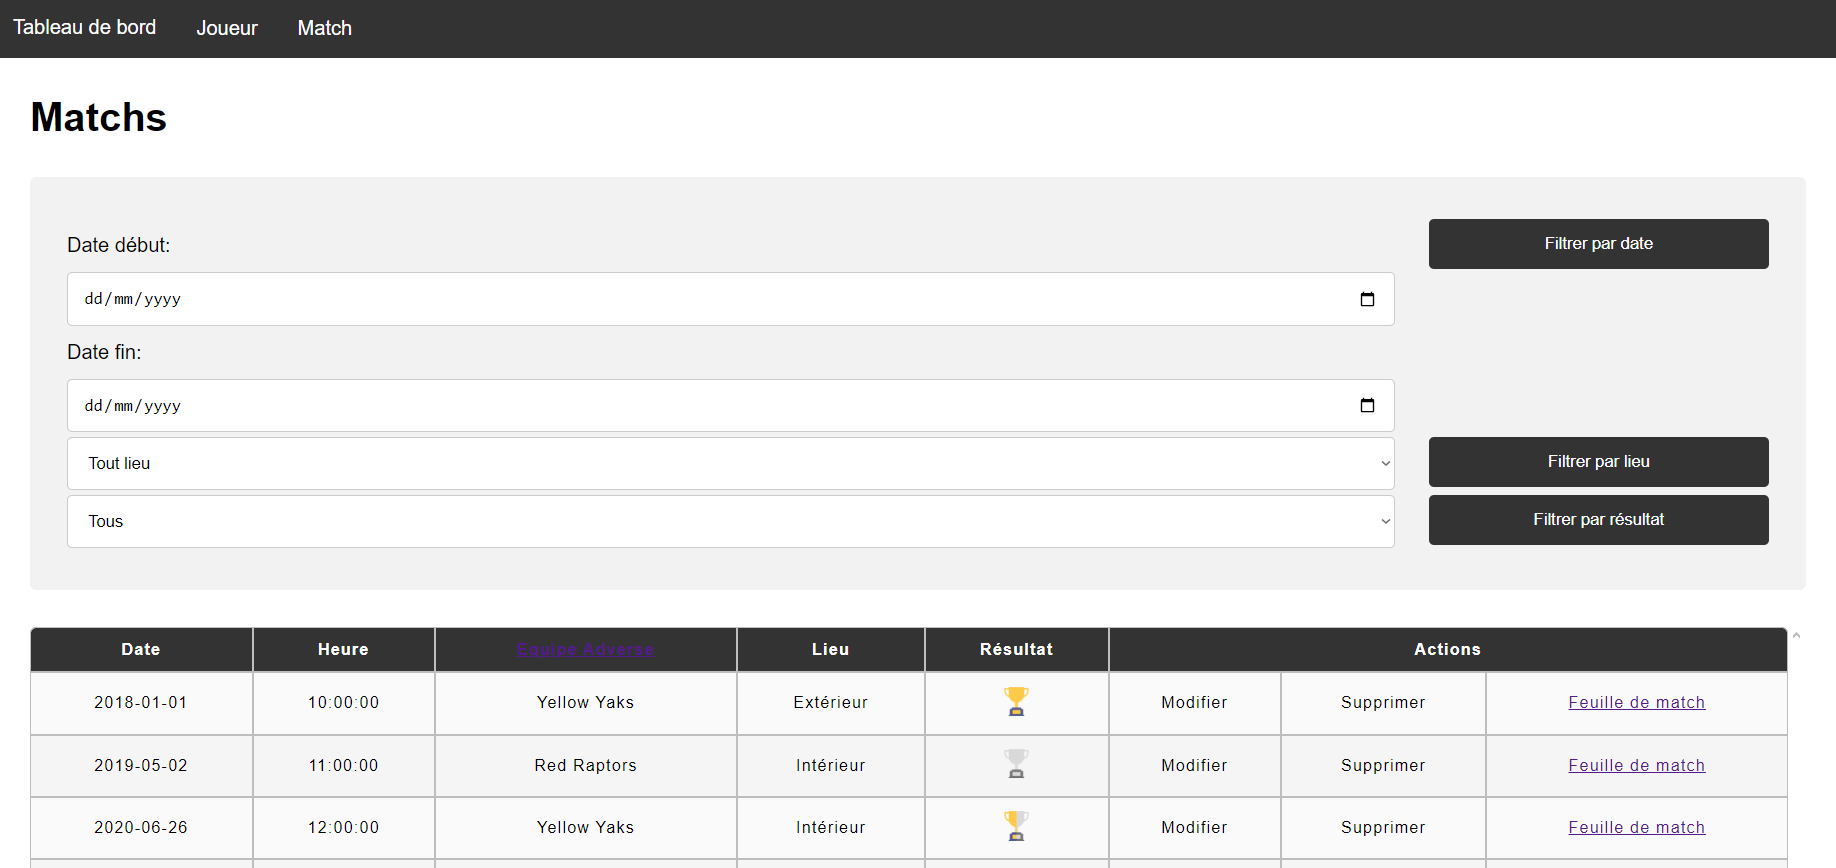 Tableau de bord Joueur Match
Matchs
Date début:
Filtrer par date
dd/mm/yyyy
Date fin:
dd/mm/yyyy
Tout lieu
Filtrer par lieu
Tous
Filtrer par résultat
Date Heure Equipe Adverse Lieu Résultat Actions
2018-01-01 10:00:00 Yellow Yaks Extérieur Modifier Supprimer Feuille de match
2019-05-02 11:00:00 Red Raptors Intérieur Modifier Supprimer Feuille de match
2020-06-26 12:00:00 Yellow Yaks Intérieur Modifier Supprimer Feuille de match